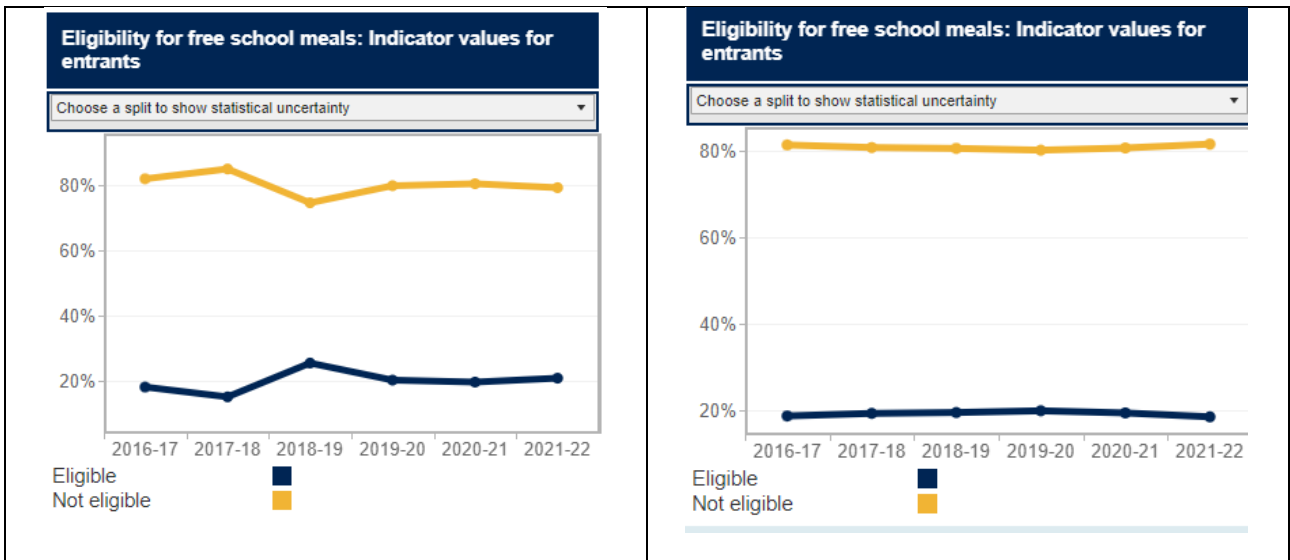 Eligibility for free school meals: Indicator values for
entrants
Choose a split to show statistical uncertainty
80%
60%
40%
20%
2016-17 2017-18 2018-19 2019-20 2020-21 2021-22
Eligible
Not eligible
Eligibility for free school meals: Indicator values for
entrants
Choose a split to show statistical uncertainty
80%
60%
40%
20%
2016-17 2017-18 2018-19 2019-20 2020-21 2021-22
Eligible
Not eligible